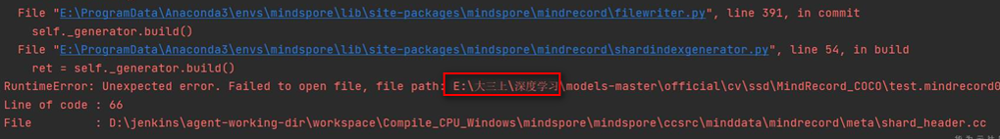 File "E:\ProgramData\Anaconda3\envs\mindspore\lib\site-packages\mindspore\mindrecord\filewriter.py", line 391, in commit
self._generator.build()
File "E:\ProgramData\Anaconda3\envs\mindspore\lib\site-packages\mindspore\mindrecord\shardindexgenerator.py", line 54, in build
ret = self._generator.build()
RuntimeError: Unexpected error. Failed to open file, file path: E:\大三上\深度学习\models-master\official\cv\ssd\MindRecord_COCO\test.mindrecord0
Line of code : 66
File : D:\jenkins\agent-working-dir\workspace\Compile_CPU_Windows\mindspore\mindspore\ccsrc\minddata\mindrecord\meta\shard_header.cc